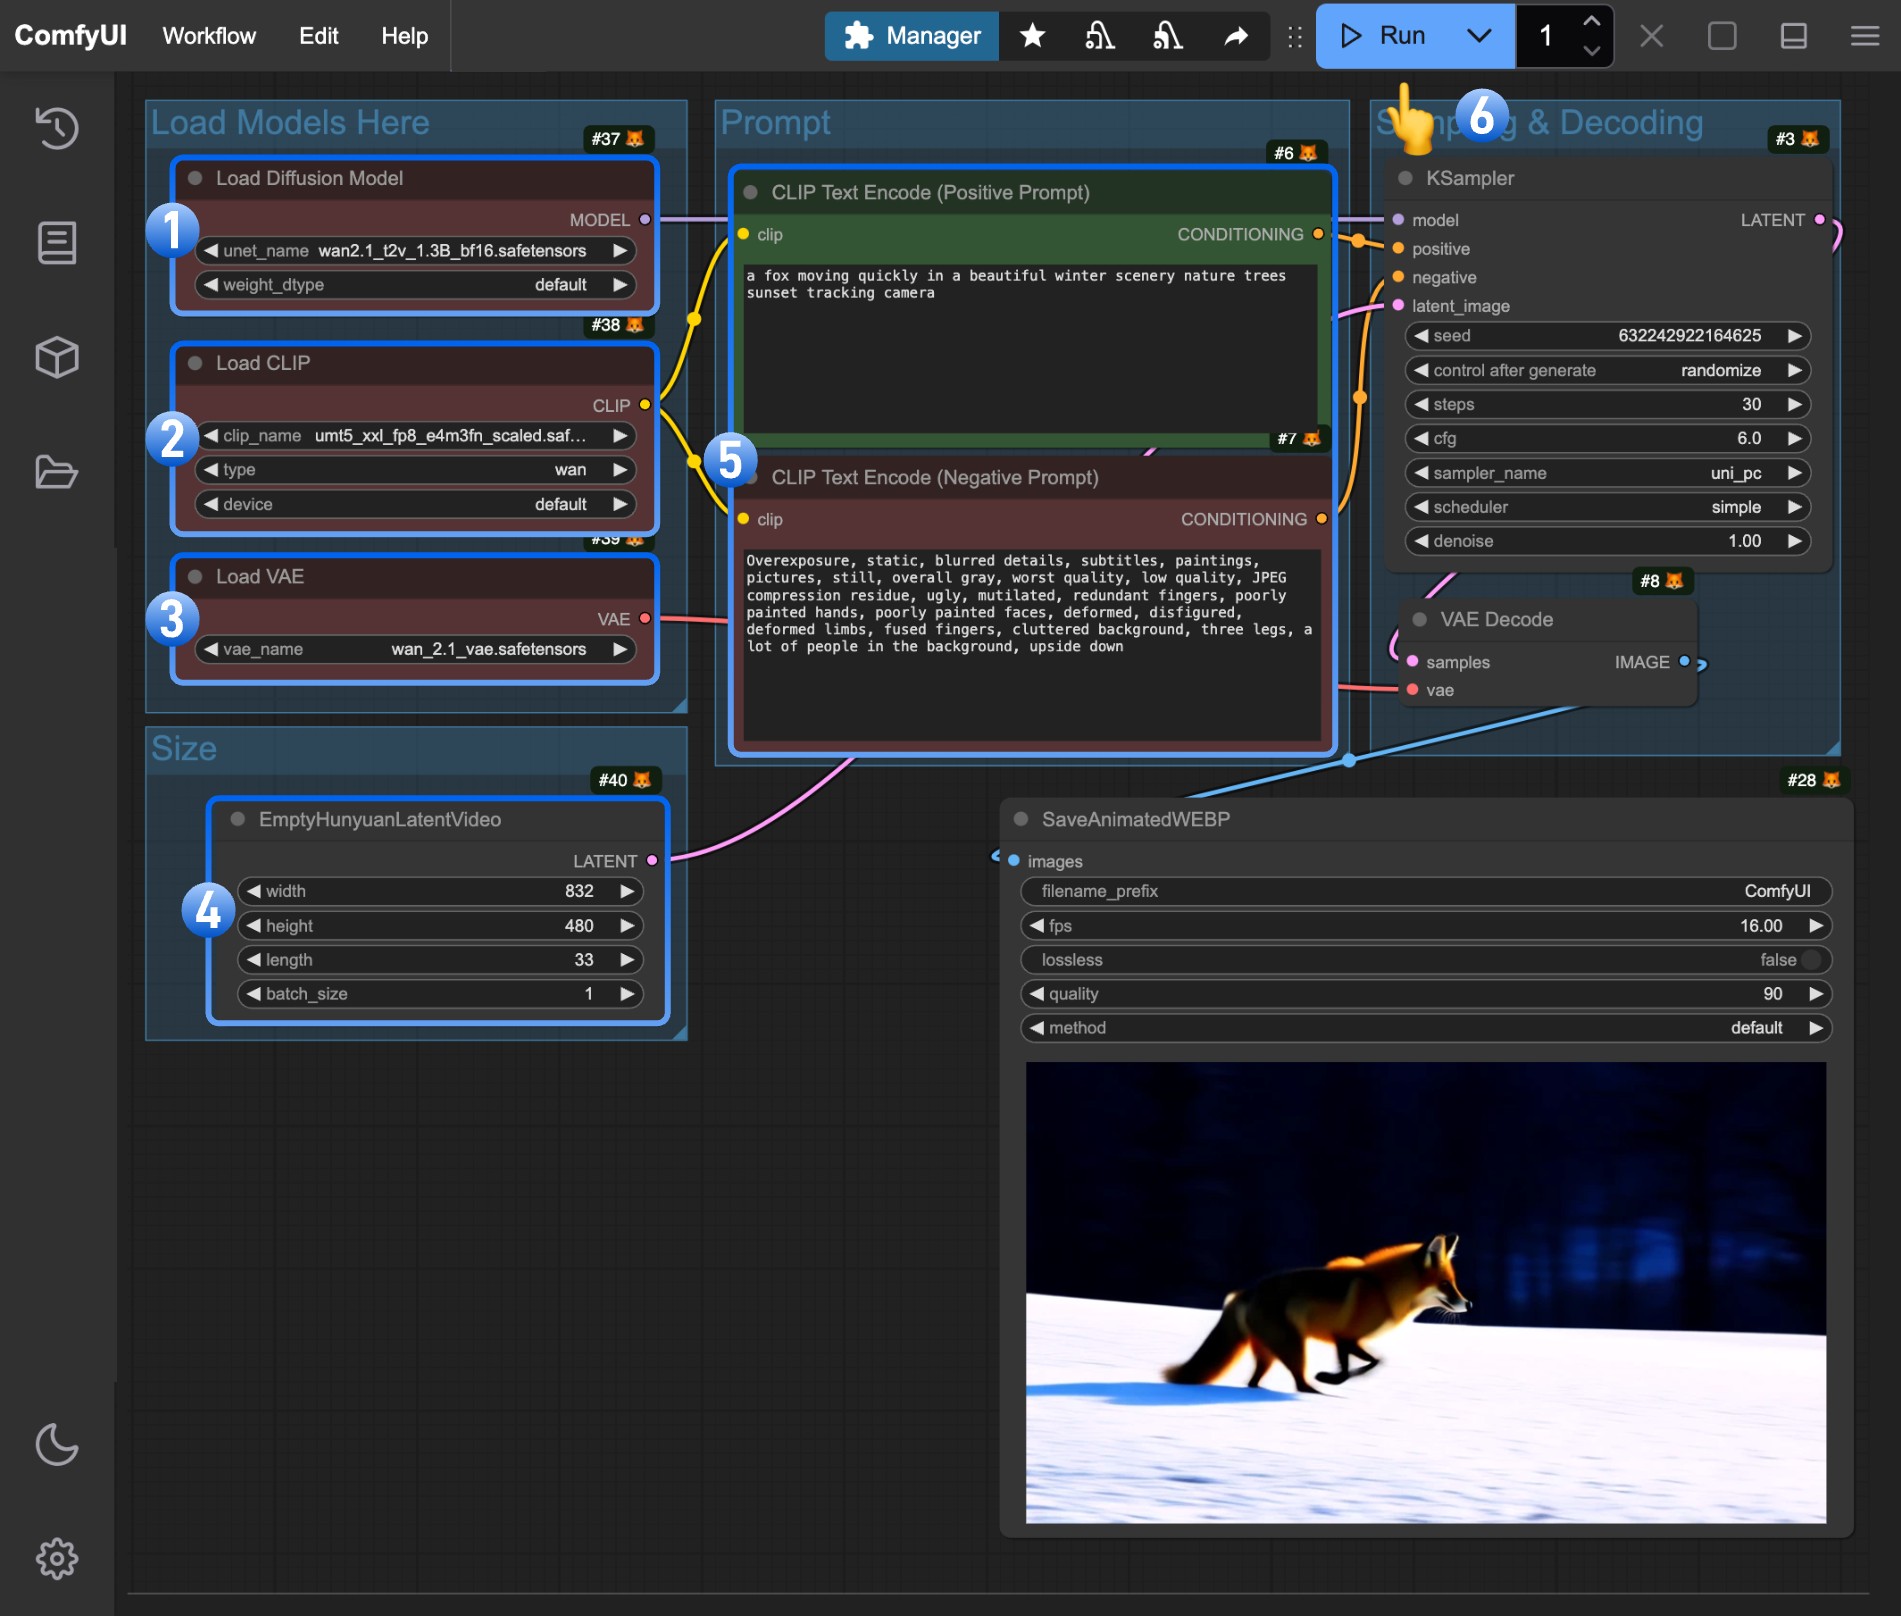 ComfyUI
Workflow
Edit
Help
Manager
Run
1
Load Models Here
#37
Load Diffusion Model
MODEL
1
unet_name wan2.1_t2v_1.3B_bf16.safetensors
weight_dtype default
#38
Load CLIP
CLIP
2
clip_name umt5_xxl_fp8_e4m3fn_scaled.saf...
type wan
device default
#39
Load VAE
VAE
3
vae_name wan_2.1_vae.safetensors
Size
#40
EmptyHunyuanLatentVideo
LATENT
4
width 832
height 480
length 33
batch_size 1
Prompt
#6
CLIP Text Encode (Positive Prompt)
clip CONDITIONING
a fox moving quickly in a beautiful winter scenery nature trees
sunset tracking camera
5
#7
CLIP Text Encode (Negative Prompt)
clip CONDITIONING
Overexposure, static, blurred details, subtitles, paintings,
pictures, still, overall gray, worst quality, low quality, JPEG
compression residue, ugly, mutilated, redundant fingers, poorly
painted hands, poorly painted faces, deformed, disfigured,
deformed limbs, fused fingers, cluttered background, three legs, a
lot of people in the background, upside down
6
& Decoding
#3
KSampler
model LATENT
positive
negative
latent_image
seed 632242922164625
control after generate randomize
steps 30
cfg 6.0
sampler_name uni_pc
scheduler simple
denoise 1.00
#8
VAE Decode
samples IMAGE
vae
#28
SaveAnimatedWEBP
images
filename_prefix ComfyUI
fps 16.00
lossless false
quality 90
method default